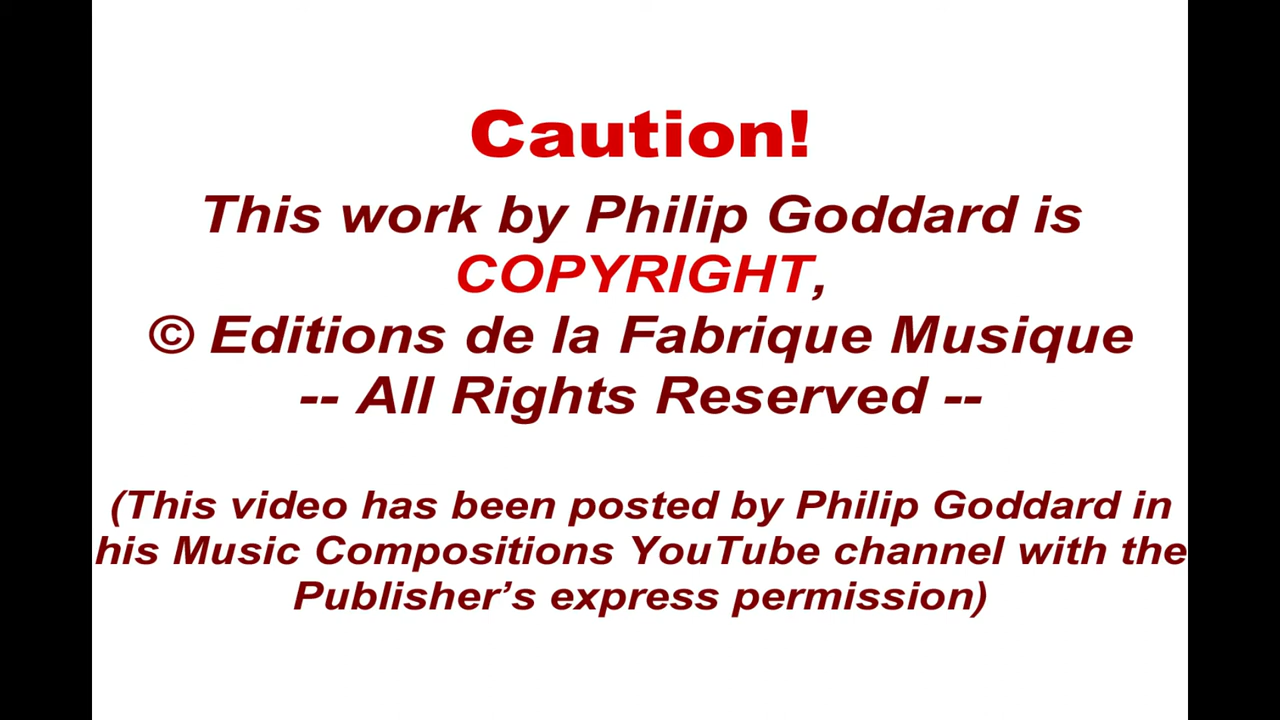 Caution!
This work by Philip Goddard is
COPYRIGHT,
© Editions de la Fabrique Musique
-- All Rights Reserved --
(This video has been posted by Philip Goddard in
his Music Compositions YouTube channel with the
Publisher’s express permission)